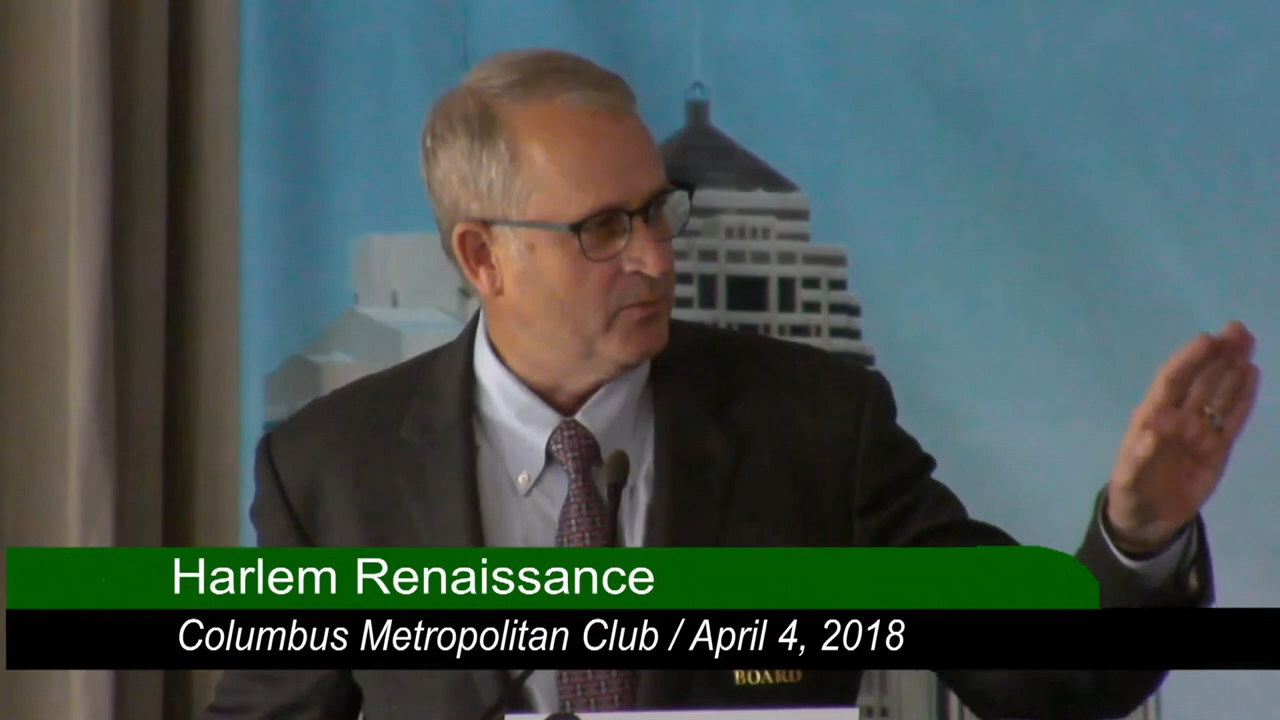 Harlem Renaissance
Columbus Metropolitan Club / April 4, 2018
BOARD